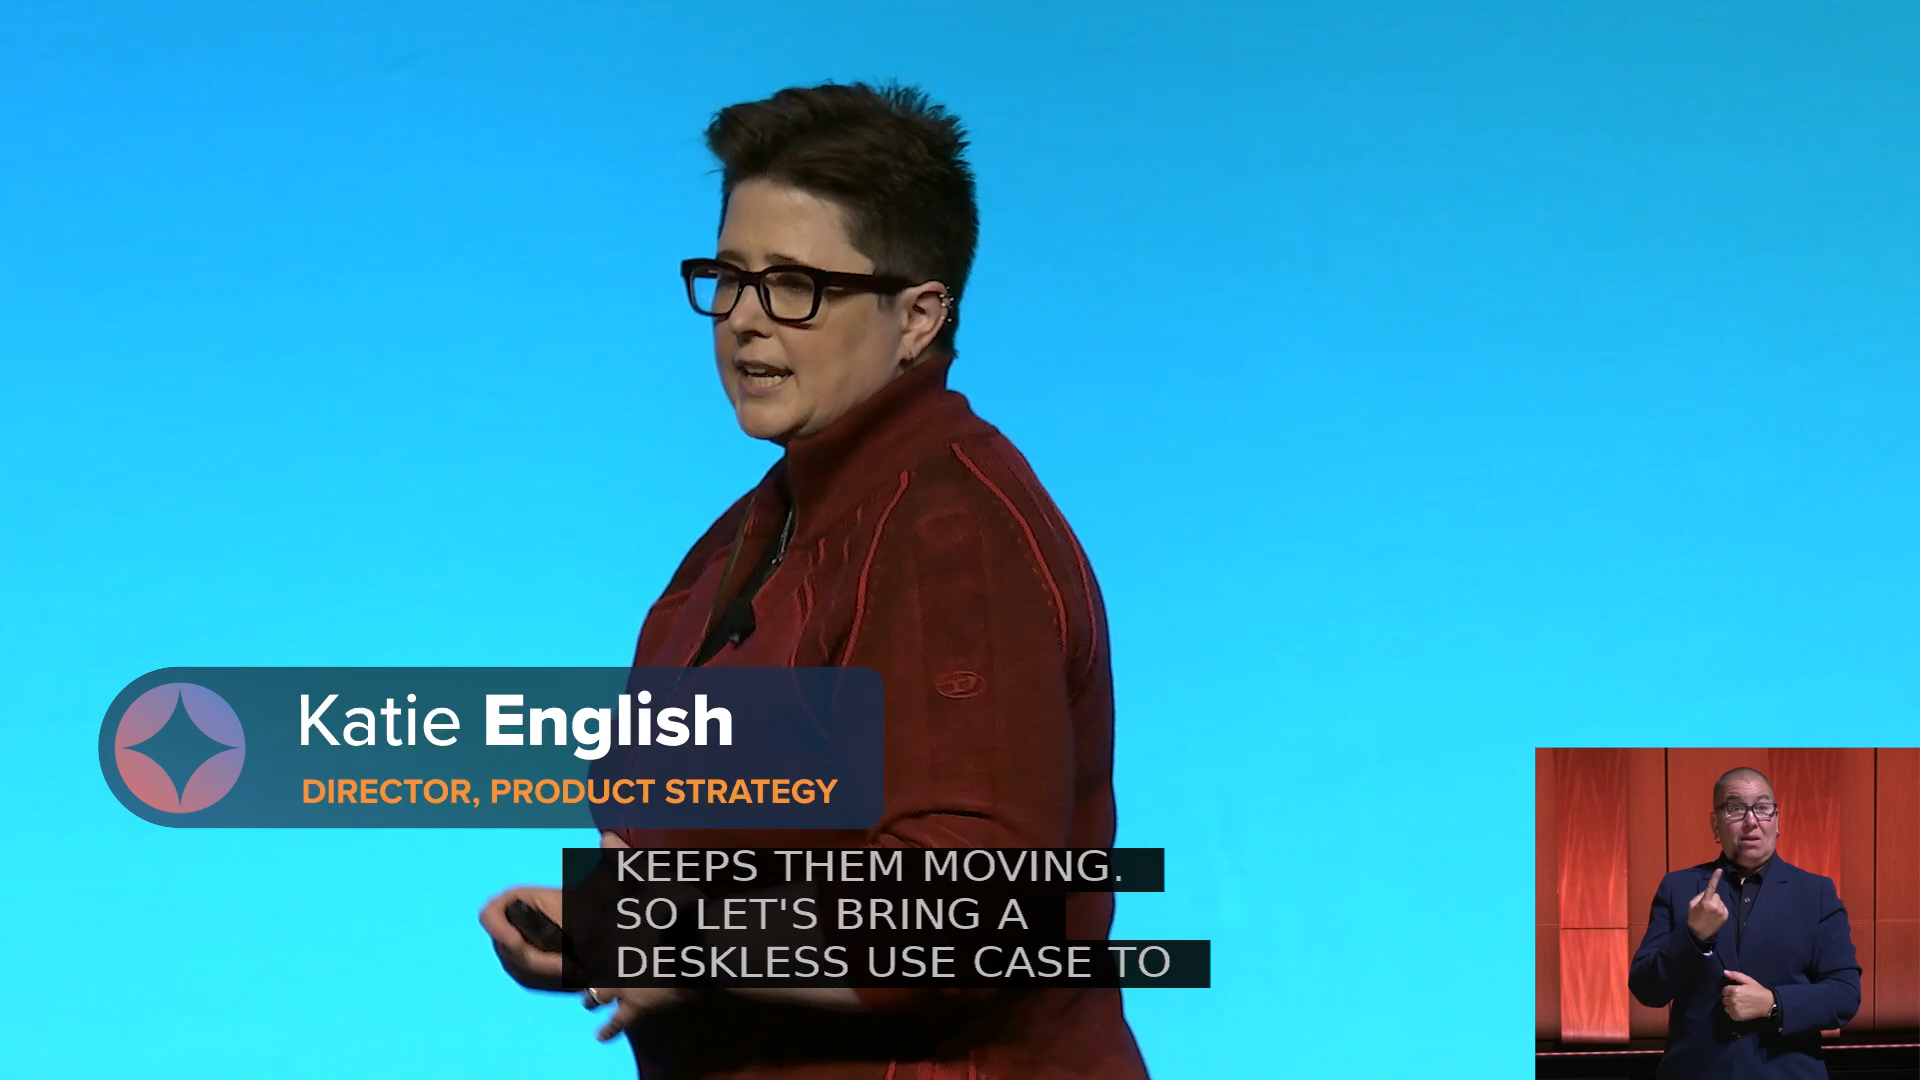 Katie English
DIRECTOR, PRODUCT STRATEGY
KEEPS THEM MOVING.
SO LET'S BRING A
DESKLESS USE CASE TO